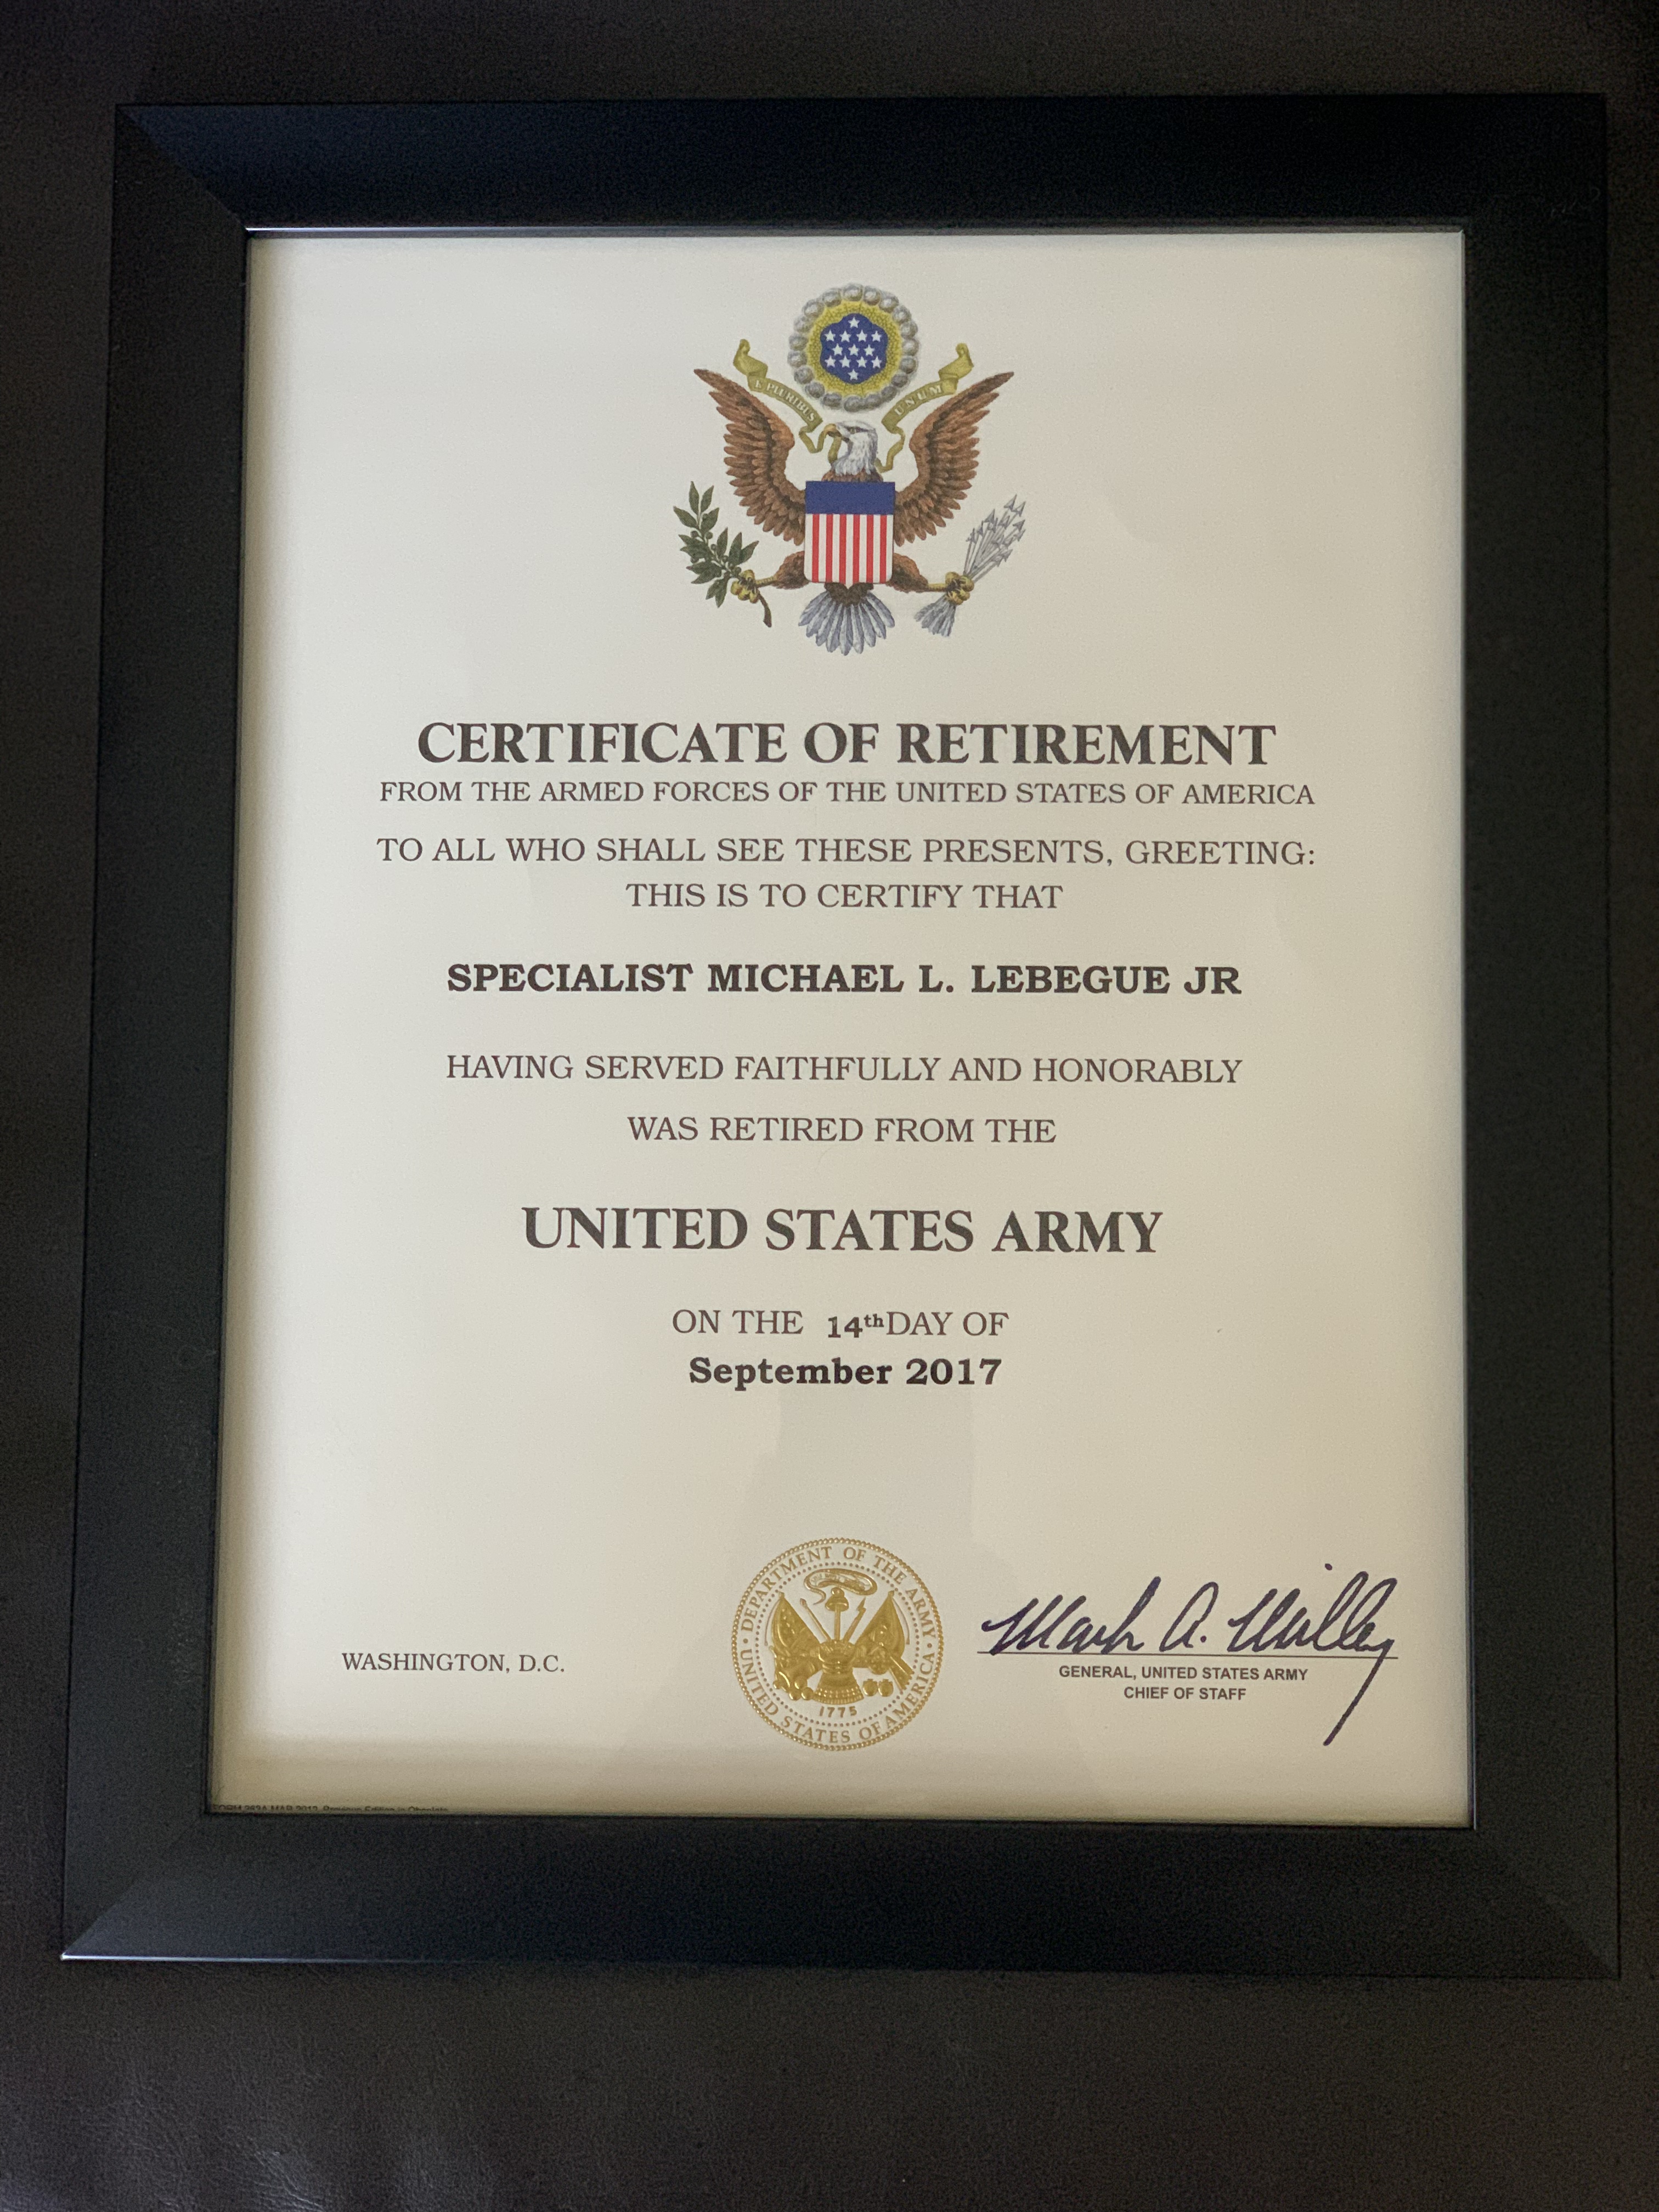 E PLURIBUS UNUM
CERTIFICATE OF RETIREMENT
FROM THE ARMED FORCES OF THE UNITED STATES OF AMERICA
TO ALL WHO SHALL SEE THESE PRESENTS, GREETING:
THIS IS TO CERTIFY THAT
SPECIALIST MICHAEL L. LEBEGUE JR
HAVING SERVED FAITHFULLY AND HONORABLY
WAS RETIRED FROM THE
UNITED STATES ARMY
ON THE 14th DAY OF
September 2017
WASHINGTON, D.C.
DEPARTMENT OF THE ARMY
UNITED STATES OF AMERICA
1775
Mark A. Milley
GENERAL, UNITED STATES ARMY
CHIEF OF STAFF